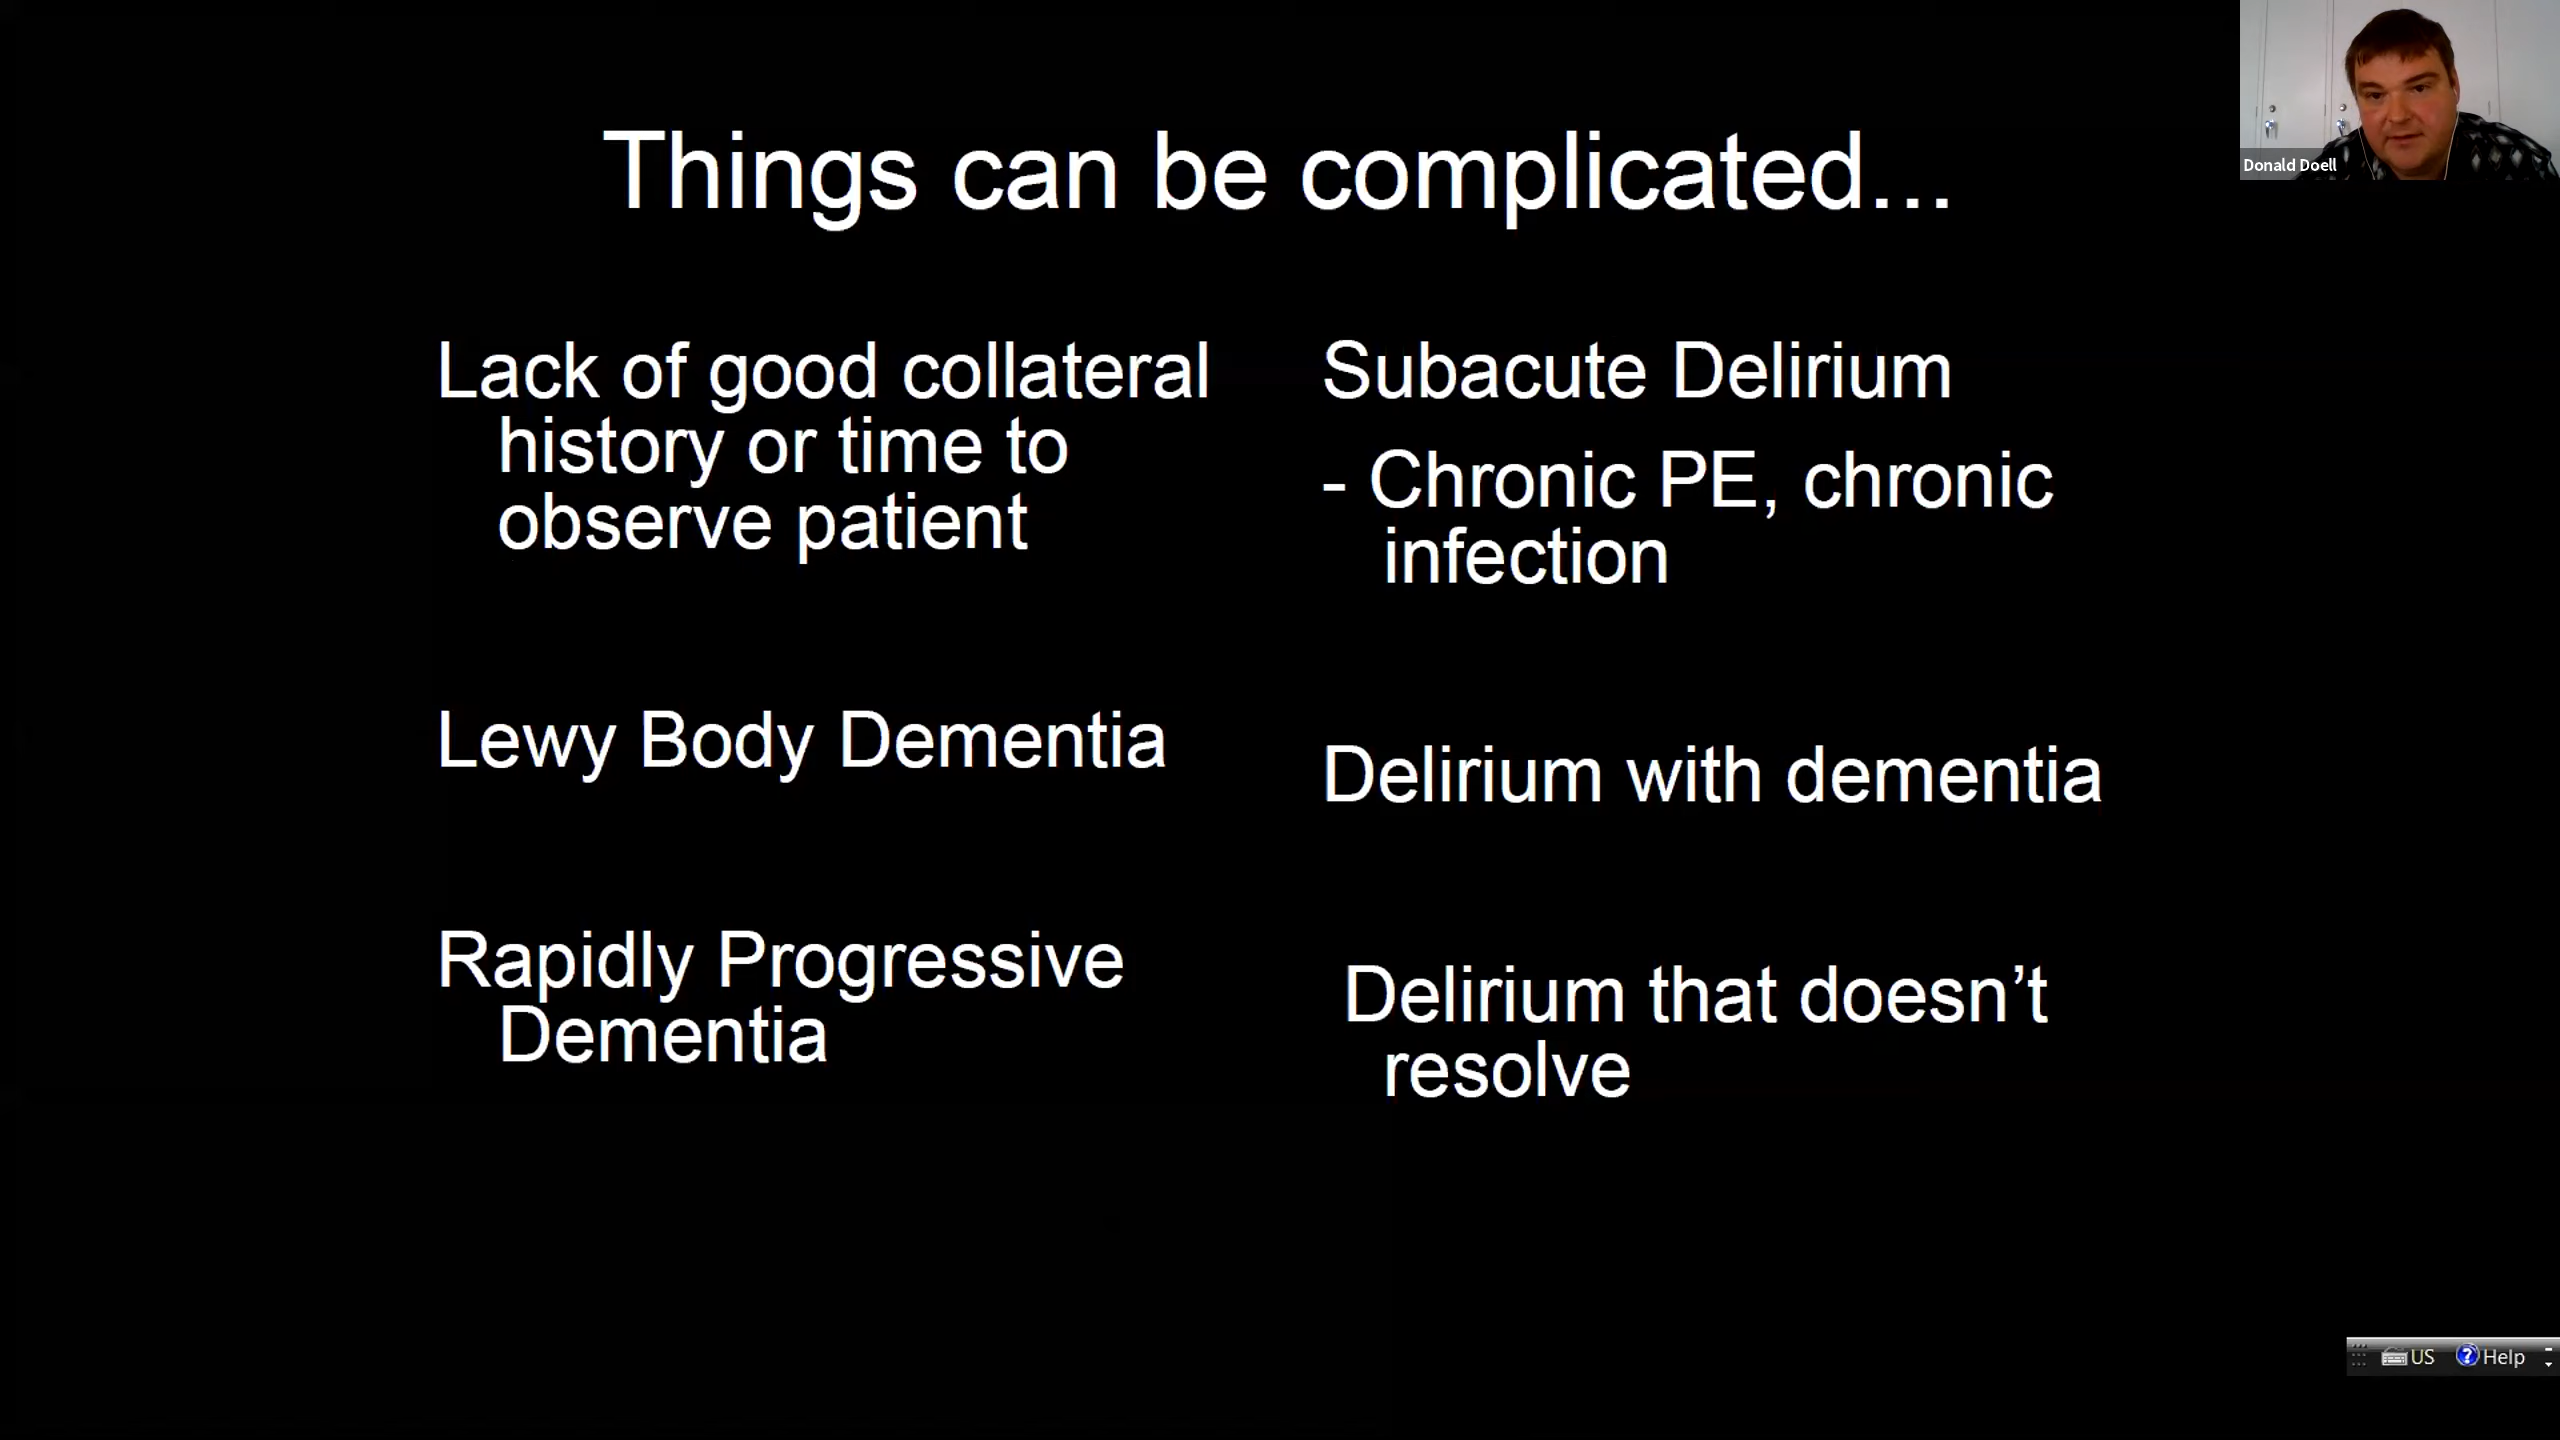 Things can be complicated...
Lack of good collateral
history or time to
observe patient
Lewy Body Dementia
Rapidly Progressive
Dementia
Subacute Delirium
- Chronic PE, chronic
infection
Delirium with dementia
Delirium that doesn’t
resolve
Donald Doell
US
? Help